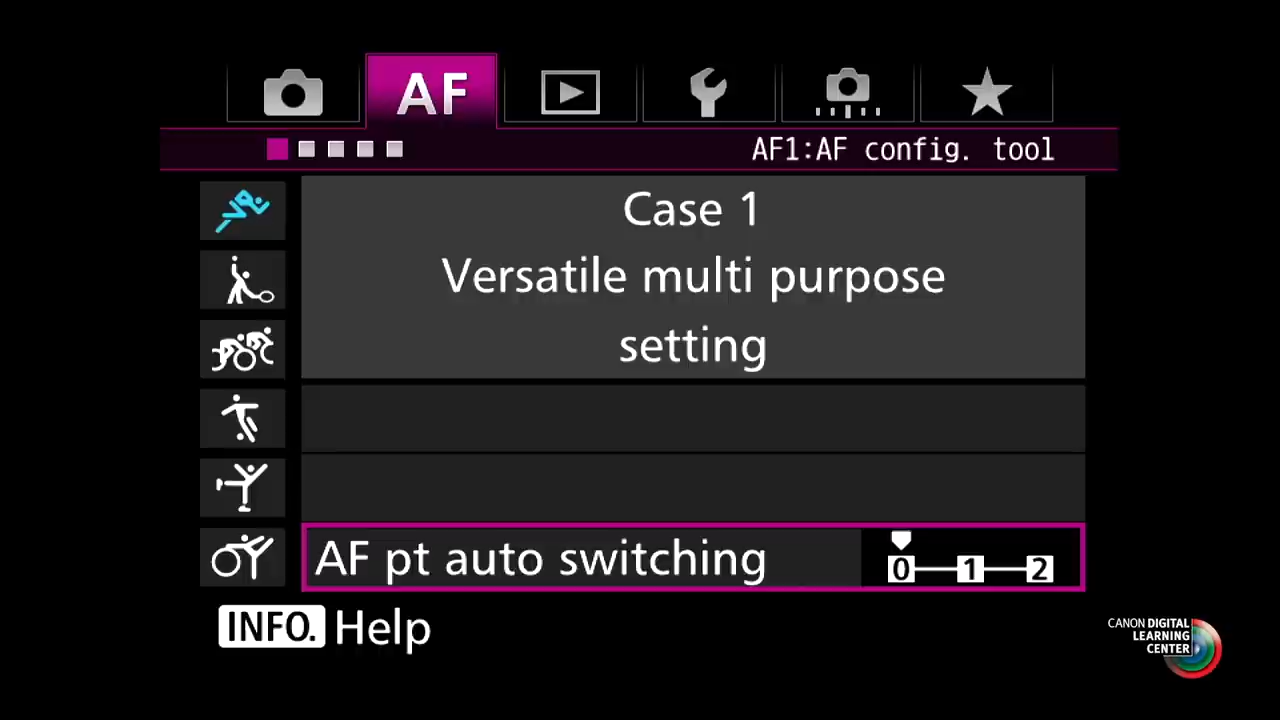 AF
AF1:AF config. tool
Case 1
Versatile multi purpose
setting
AF pt auto switching
0 1 2
INFO. Help
CANON DIGITAL
LEARNING
CENTER